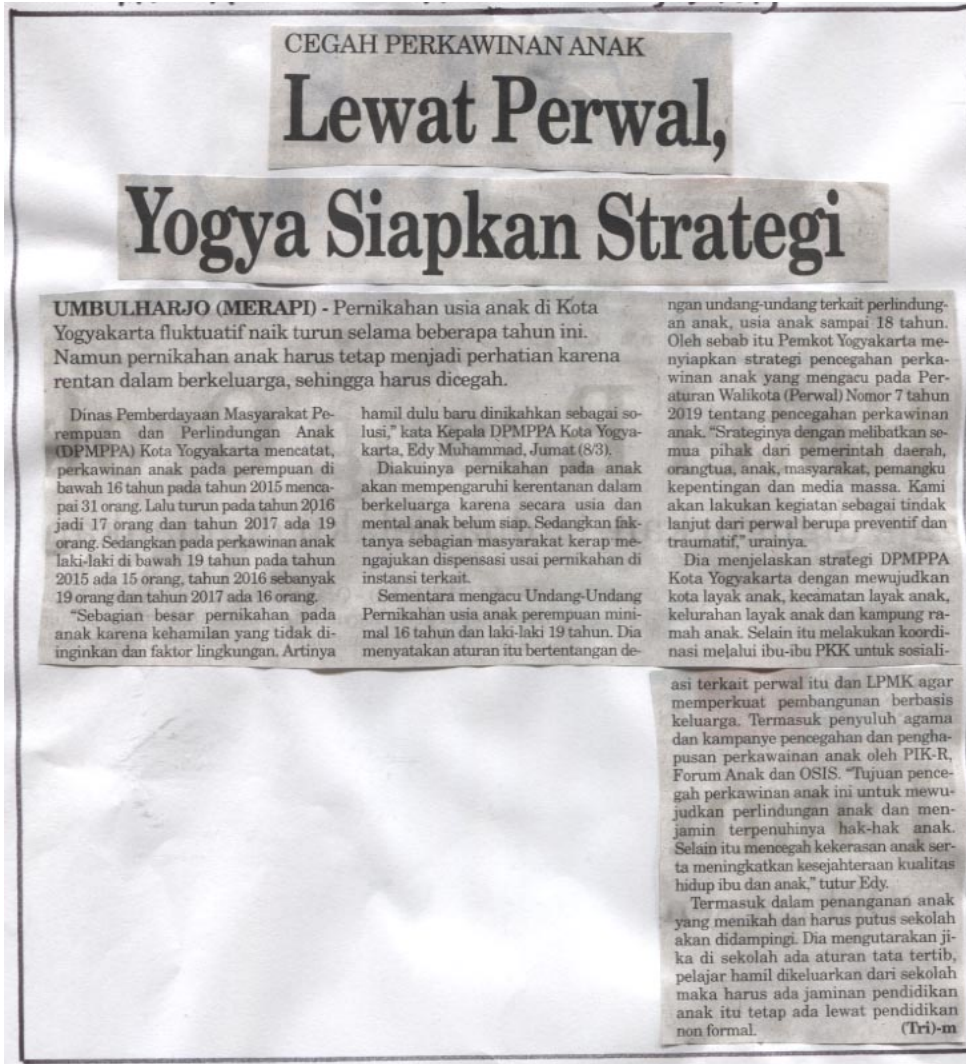 CEGAH PERKAWINAN ANAK
Lewat Perwal,
Yogya Siapkan Strategi
UMBULHARJO (MERAPI) - Pernikahan usia anak di Kota
Yogyakarta fluktuatif naik turun selama beberapa tahun ini.
Namun pernikahan anak harus tetap menjadi perhatian karena
rentan dalam berkeluarga, sehingga harus dicegah.
Dinas Pemberdayaan Masyarakat Pe-
rempuan dan Perlindungan Anak
(DPMPPA) Kota Yogyakarta mencatat,
perkawinan anak pada perempuan di
bawah 16 tahun pada tahun 2015 menca-
pai 31 orang. Lalu turun pada tahun 2016
jadi 17 orang dan tahun 2017 ada 19
orang. Sedangkan pada perkawinan anak
laki-laki di bawah 19 tahun pada tahun
2015 ada 15 orang, tahun 2016 sebanyak
19 orang dan tahun 2017 ada 16 orang.
"Sebagian besar pernikahan pada
anak karena kehamilan yang tidak di-
inginkan dan faktor lingkungan. Artinya
hamil dulu baru dinikahkan sebagai so-
lusi," kata Kepala DPMPPA Kota Yogya-
karta, Edy Muhammad, Jumat (8/3).
Diakuinya pernikahan pada anak
akan mempengaruhi kerentanan dalam
berkeluarga karena secara usia dan
mental anak belum siap. Sedangkan fak-
tanya sebagian masyarakat kerap me-
ngajukan dispensasi usai pernikahan di
instansi terkait.
Sementara mengacu Undang-Undang
Pernikahan usia anak perempuan mini-
mal 16 tahun dan laki-laki 19 tahun. Dia
menyatakan aturan itu bertentangan de-
ngan undang-undang terkait perlindung-
an anak, usia anak sampai 18 tahun.
Oleh sebab itu Pemkot Yogyakarta me-
nyiapkan strategi pencegahan perka-
winan anak yang mengacu pada Per-
aturan Walikota (Perwal) Nomor 7 tahun
2019 tentang pencegahan perkawinan
anak. "Srateginya dengan melibatkan se-
mua pihak dari pemerintah daerah,
orangtua, anak, masyarakat, pemangku
kepentingan dan media massa. Kami
akan lakukan kegiatan sebagai tindak
lanjut dari perwal berupa preventif dan
traumatif," urainya.
Dia menjelaskan strategi DPMPPA
Kota Yogyakarta dengan mewujudkan
kota layak anak, kecamatan layak anak,
kelurahan layak anak dan kampung ra-
mah anak. Selain itu melakukan koordi-
nasi melalui ibu-ibu PKK untuk sosiali-
asi terkait perwal itu dan LPMK agar
memperkuat pembangunan berbasis
keluarga. Termasuk penyuluh agama
dan kampanye pencegahan dan pengha-
pusan perkawainan anak oleh PIK-R,
Forum Anak dan OSIS. "Tujuan pence-
gah perkawinan anak ini untuk mewu-
judkan perlindungan anak dan men-
jamin terpenuhinya hak-hak anak.
Selain itu mencegah kekerasan anak ser-
ta meningkatkan kesejahteraan kualitas
hidup ibu dan anak," tutur Edy.
Termasuk dalam penanganan anak
yang menikah dan harus putus sekolah
akan didampingi. Dia mengutarakan ji-
ka di sekolah ada aturan tata tertib,
pelajar hamil dikeluarkan dari sekolah
maka harus ada jaminan pendidikan
anak itu tetap ada lewat pendidikan
non formal. (Tri)-m